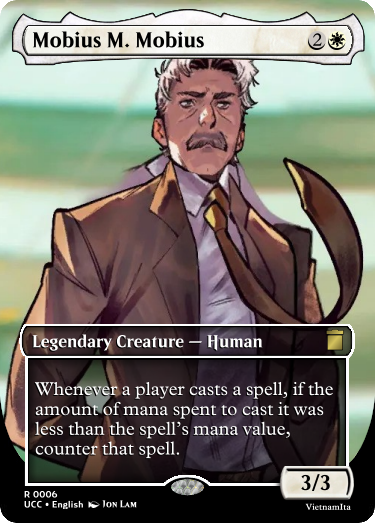 Mobius M. Mobius 2
Legendary Creature — Human
Whenever a player casts a spell, if the
amount of mana spent to cast it was
less than the spell's mana value,
counter that spell.
3/3
R 0006
UCC • English Jon Lam
VietnamIta